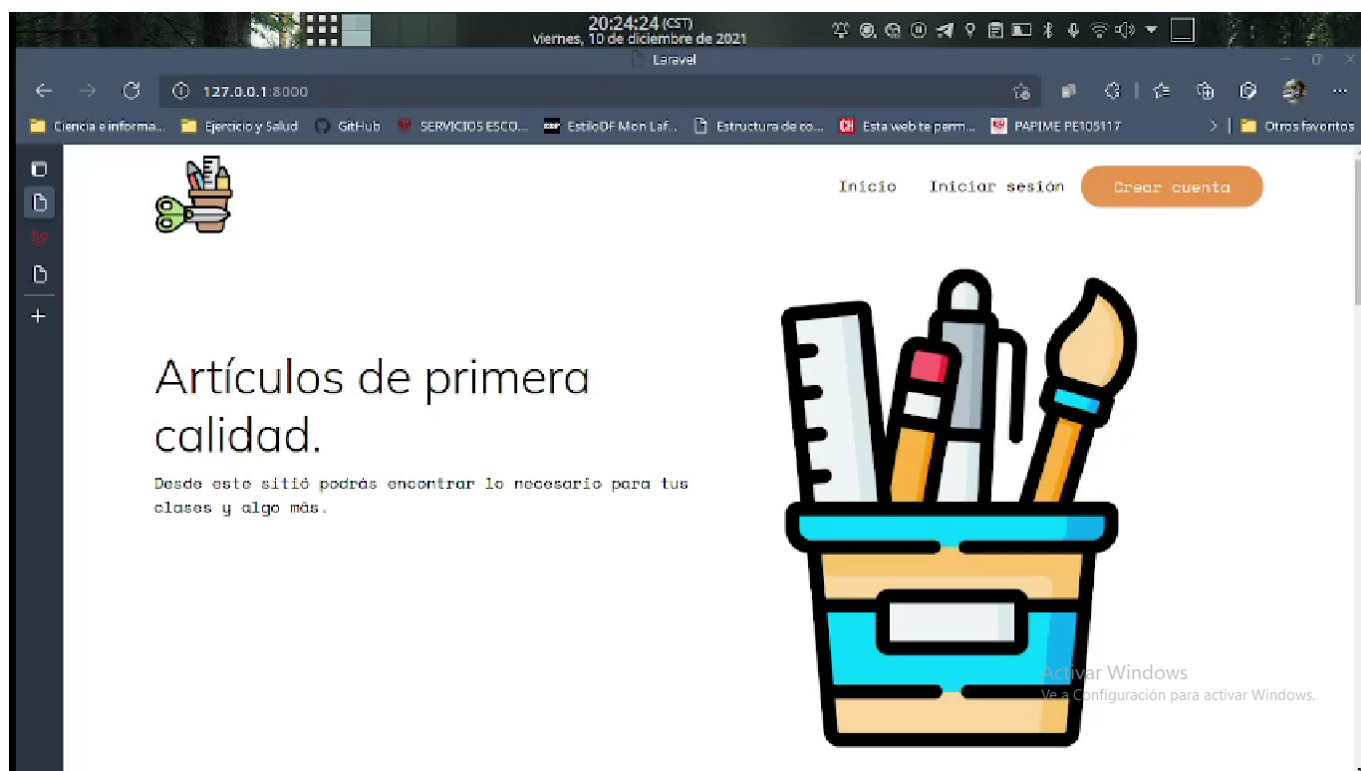 20:24:24 (CST)
viernes, 10 de diciembre de 2021
Laravel
127.0.0.1:8000
Ciencia e informa... Ejercicio y Salud GitHub SERVICIOS ESCO... EstiloDF Mon Laf... Estructura de co... Esta web te perm... PAPIME PE105117 Otros favoritos
Inicio Iniciar sesión Crear cuenta
Artículos de primera
calidad.
Desde este sitió podrás encontrar lo necesario para tus
clases y algo más.
Activar Windows
Ve a Configuración para activar Windows.